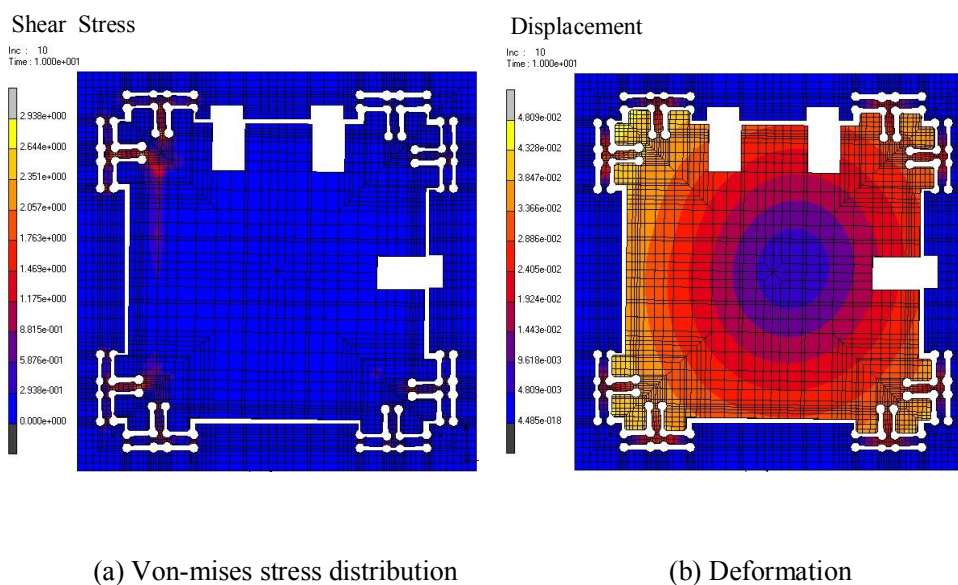 Shear Stress
Inc : 10
Time : 1.000e+001
2.938e+000
2.644e+000
2.351e+000
2.057e+000
1.763e+000
1.469e+000
1.175e+000
8.815e-001
5.876e-001
2.938e-001
0.000e+000
(a) Von-mises stress distribution
Displacement
Inc : 10
Time : 1.000e+001
4.809e-002
4.328e-002
3.847e-002
3.366e-002
2.886e-002
2.405e-002
1.924e-002
1.443e-002
9.618e-003
4.809e-003
4.485e-018
(b) Deformation